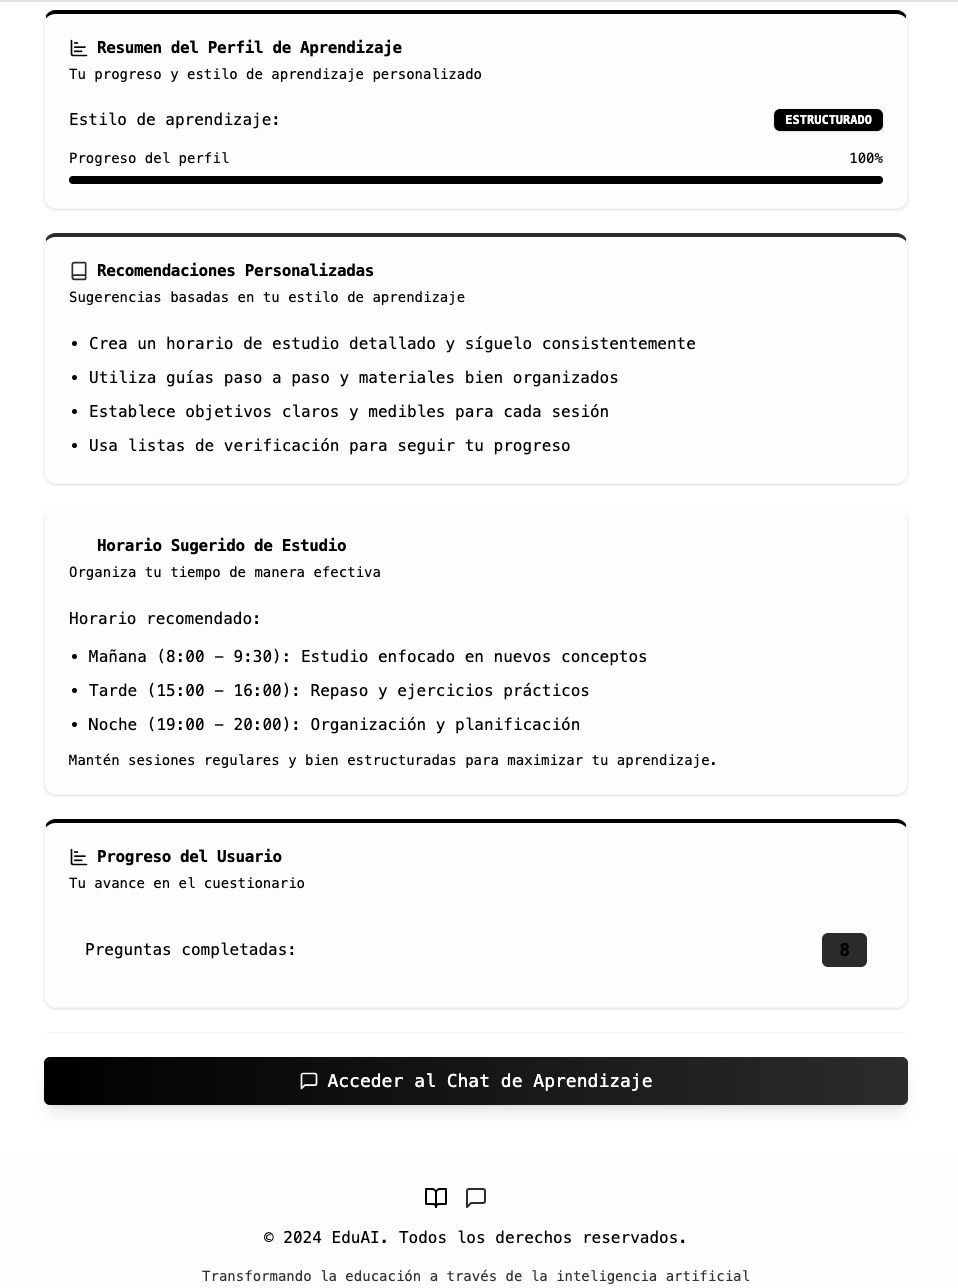 Resumen del Perfil de Aprendizaje
Tu progreso y estilo de aprendizaje personalizado
Estilo de aprendizaje:
ESTRUCTURADO
Progreso del perfil
100%
Recomendaciones Personalizadas
Sugerencias basadas en tu estilo de aprendizaje
• Crea un horario de estudio detallado y síguelo consistentemente
• Utiliza guías paso a paso y materiales bien organizados
• Establece objetivos claros y medibles para cada sesión
• Usa listas de verificación para seguir tu progreso
Horario Sugerido de Estudio
Organiza tu tiempo de manera efectiva
Horario recomendado:
• Mañana (8:00 – 9:30): Estudio enfocado en nuevos conceptos
• Tarde (15:00 – 16:00): Repaso y ejercicios prácticos
• Noche (19:00 – 20:00): Organización y planificación
Mantén sesiones regulares y bien estructuradas para maximizar tu aprendizaje.
Progreso del Usuario
Tu avance en el cuestionario
Preguntas completadas:
8
Acceder al Chat de Aprendizaje
© 2024 EduAI. Todos los derechos reservados.
Transformando la educación a través de la inteligencia artificial